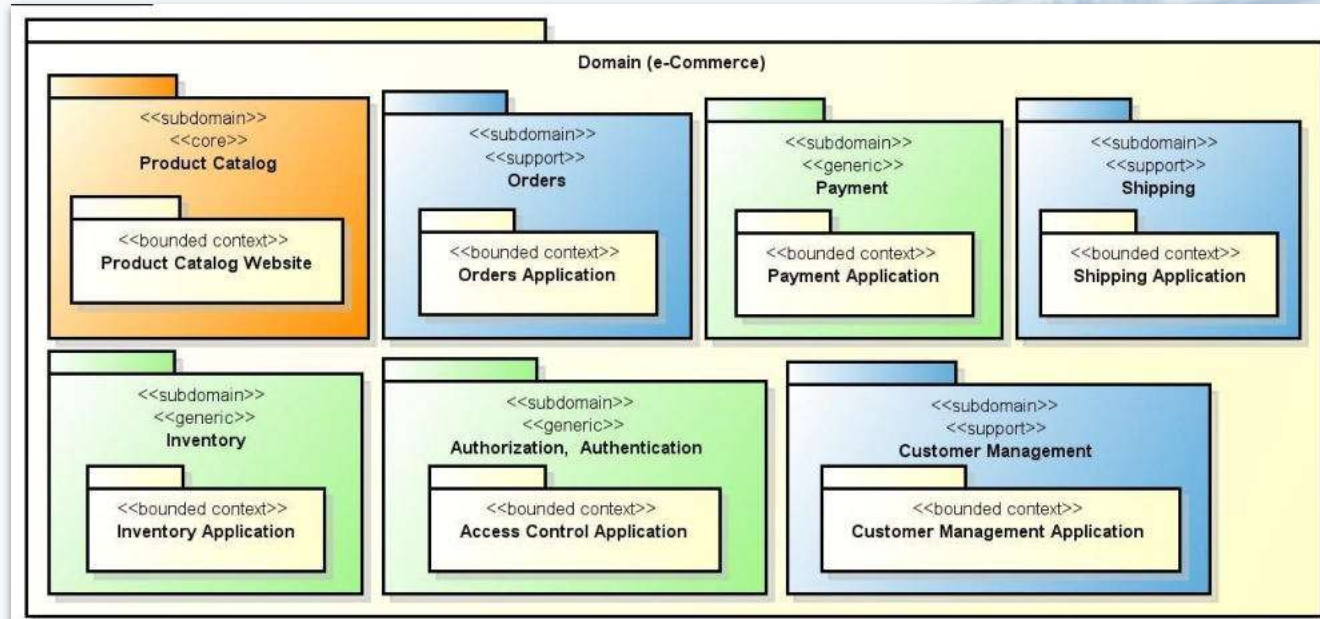 Domain (e-Commerce)
<<subdomain>>
<<core>>
Product Catalog
<<bounded context>>
Product Catalog Website
<<subdomain>>
<<support>>
Orders
<<bounded context>>
Orders Application
<<subdomain>>
<<generic>>
Payment
<<bounded context>>
Payment Application
<<subdomain>>
<<support>>
Shipping
<<bounded context>>
Shipping Application
<<subdomain>>
<<generic>>
Inventory
<<bounded context>>
Inventory Application
<<subdomain>>
<<generic>>
Authorization, Authentication
<<bounded context>>
Access Control Application
<<subdomain>>
<<support>>
Customer Management
<<bounded context>>
Customer Management Application